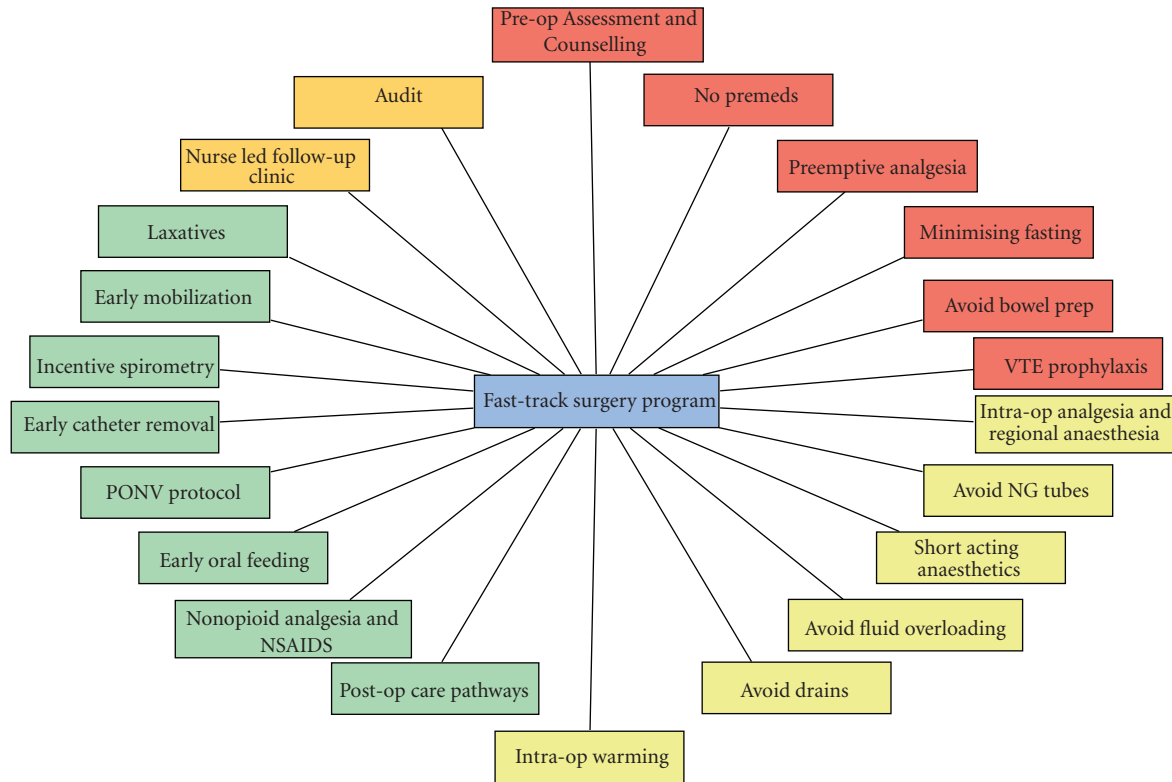 Pre-op Assessment and
Counselling
No premeds
Preemptive analgesia
Minimising fasting
Avoid bowel prep
VTE prophylaxis
Intra-op analgesia and
regional anaesthesia
Avoid NG tubes
Short acting
anaesthetics
Avoid fluid overloading
Avoid drains
Intra-op warming
Post-op care pathways
Nonopioid analgesia and
NSAIDS
Early oral feeding
PONV protocol
Early catheter removal
Incentive spirometry
Early mobilization
Laxatives
Nurse led follow-up
clinic
Audit
Fast-track surgery program